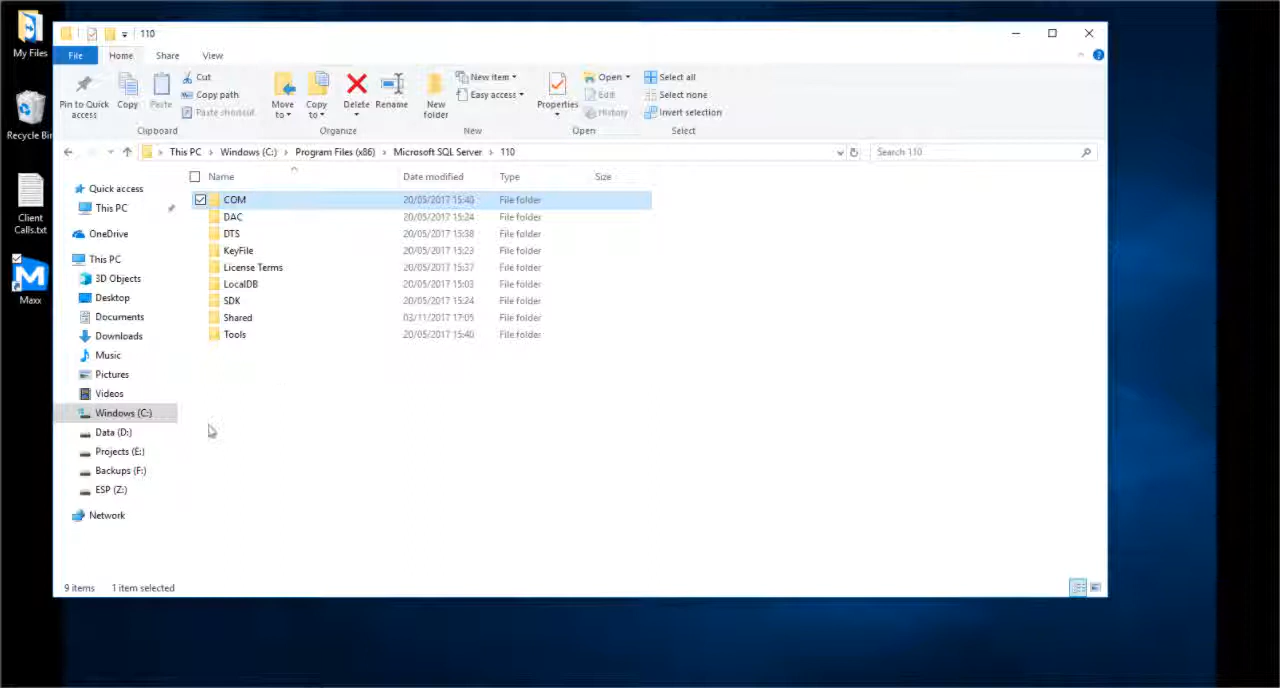 My Files
Recycle Bin
Client
Calls.txt
Maxx
110
File Home Share View
Pin to Quick
access
Copy
Paste
Cut
Copy path
Paste shortcut
Clipboard
Move
to
Copy
to
Delete
Rename
Organize
New
folder
New item
Easy access
New
Properties
Open
Edit
History
Open
Select all
Select none
Invert selection
Select
This PC > Windows (C:) > Program Files (x86) > Microsoft SQL Server > 110
Search 110
Quick access
This PC
OneDrive
This PC
3D Objects
Desktop
Documents
Downloads
Music
Pictures
Videos
Windows (C:)
Data (D:)
Projects (E:)
Backups (F:)
ESP (Z:)
Network
Name Date modified Type Size
COM 20/05/2017 15:40 File folder
DAC 20/05/2017 15:24 File folder
DTS 20/05/2017 15:38 File folder
KeyFile 20/05/2017 15:23 File folder
License Terms 20/05/2017 15:37 File folder
LocalDB 20/05/2017 15:03 File folder
SDK 20/05/2017 15:24 File folder
Shared 03/11/2017 17:05 File folder
Tools 20/05/2017 15:40 File folder
9 items 1 item selected